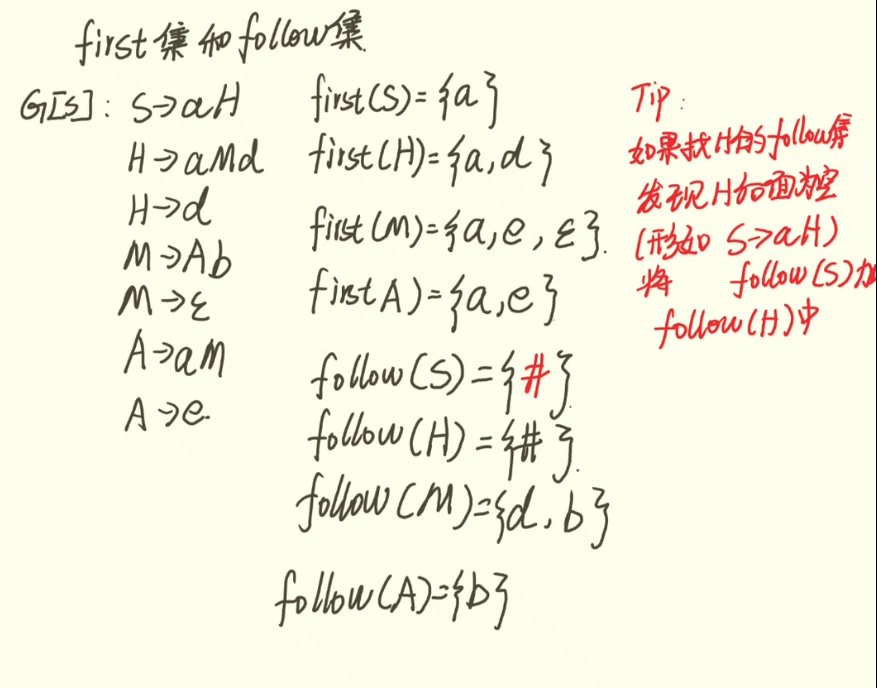 first集和follow集
G[S]: S→aH
H→aMd
H→d
M→Ab
M→ε
A→aM
A→e.
first(S)={a}
first(H)={a,d}
first(M)={a,e,ε}.
firstA)={a,e}
follow(S)={#}.
follow(H)={#}.
follow(M)={d,b}
follow(A)={b}
Tip:
如果找H的follow集
发现H后面为空
(形如 S→aH)
将 follow(S)加
follow(H)中